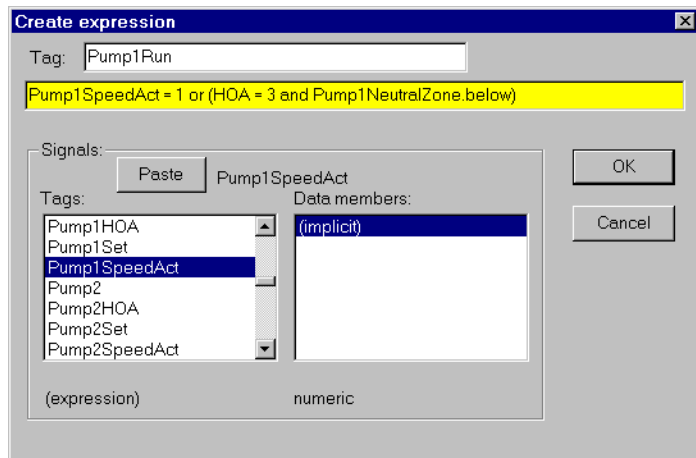 Create expression
Tag: Pump1Run
Pump1SpeedAct = 1 or (HOA = 3 and Pump1NeutralZone.below)
Signals:
Paste Pump1SpeedAct
OK
Tags: Data members:
Pump1HOA (implicit)
Cancel
Pump1Set
Pump1SpeedAct
Pump2
Pump2HOA
Pump2Set
Pump2SpeedAct
(expression) numeric